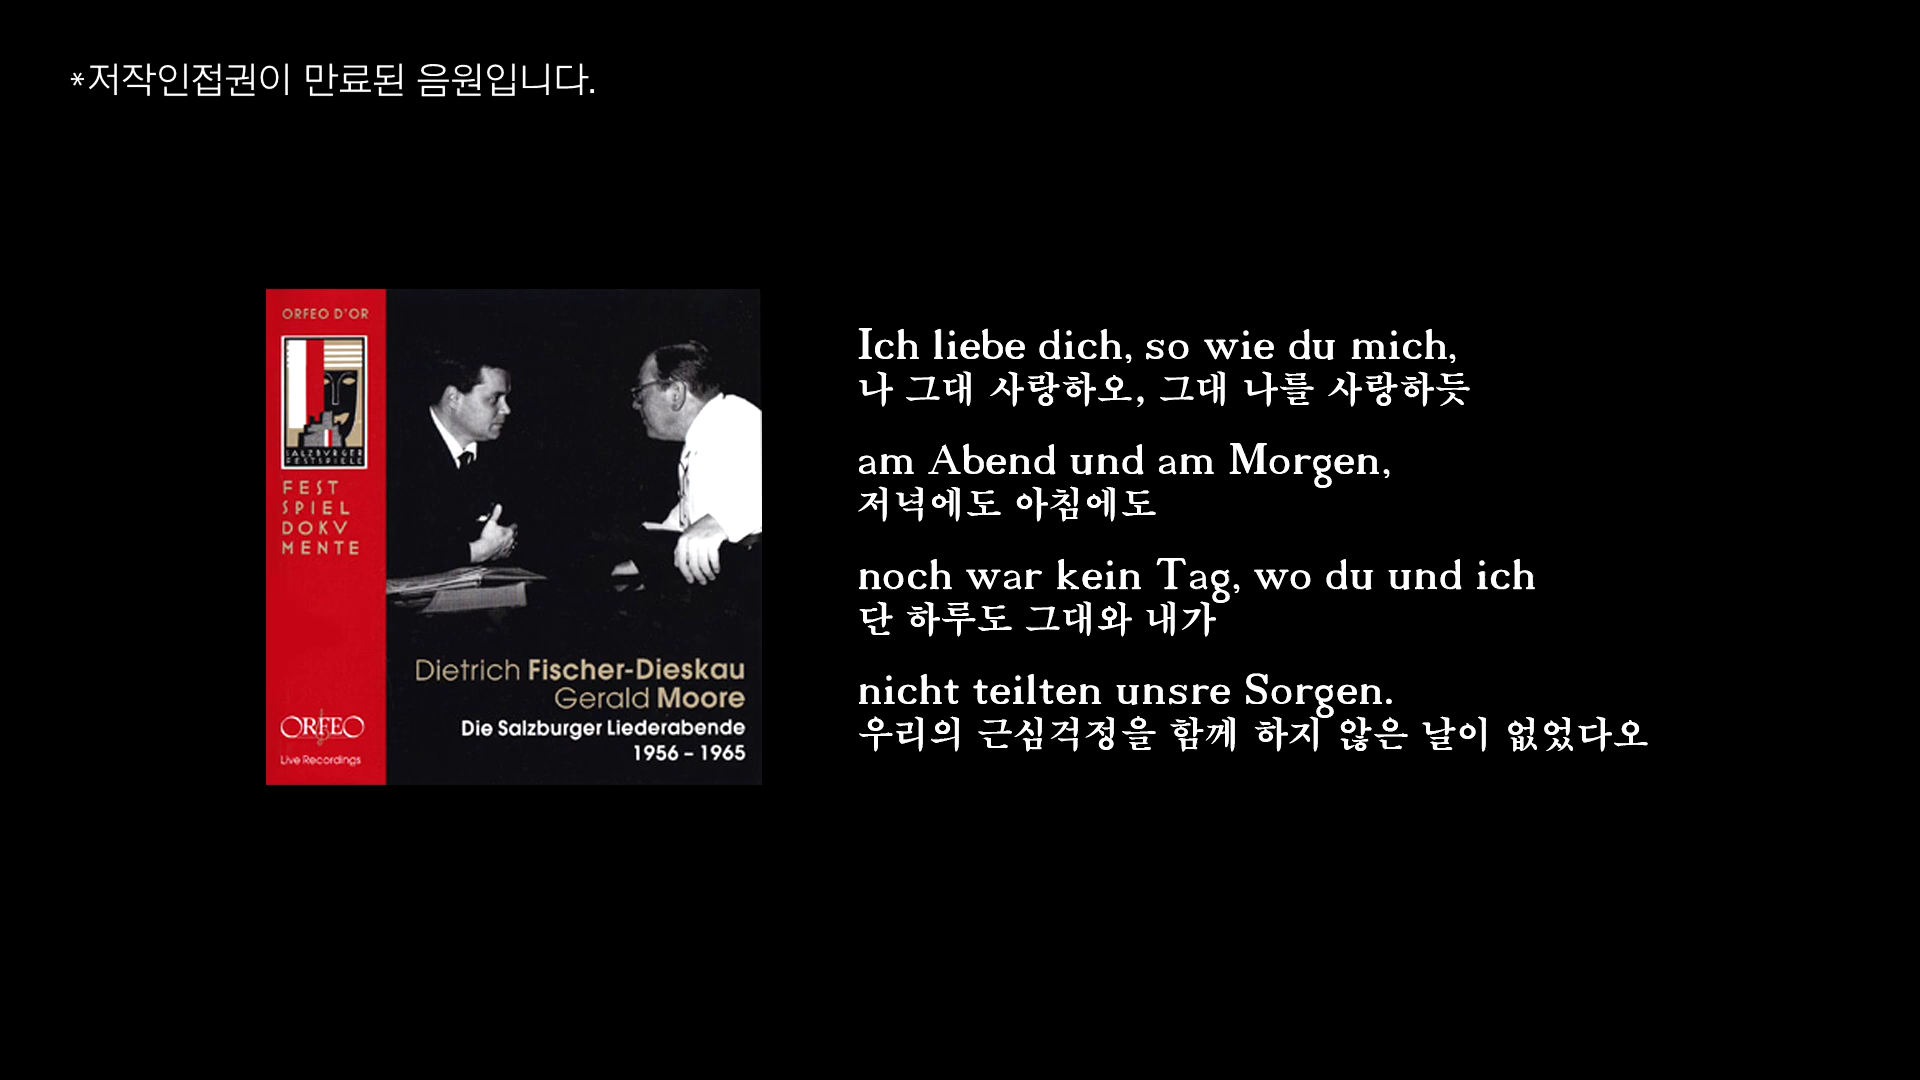 *저작인접권이 만료된 음원입니다.
ORFEO D'OR
SALZBURGER
FESTSPIELE
FEST
SPIEL
DOKV
MENTE
ORFEO
Live Recordings
Dietrich Fischer-Dieskau
Gerald Moore
Die Salzburger Liederabende
1956 – 1965
Ich liebe dich, so wie du mich,
나 그대 사랑하오, 그대 나를 사랑하듯
am Abend und am Morgen,
저녁에도 아침에도
noch war kein Tag, wo du und ich
단 하루도 그대와 내가
nicht teilten unsre Sorgen.
우리의 근심걱정을 함께 하지 않은 날이 없었다오